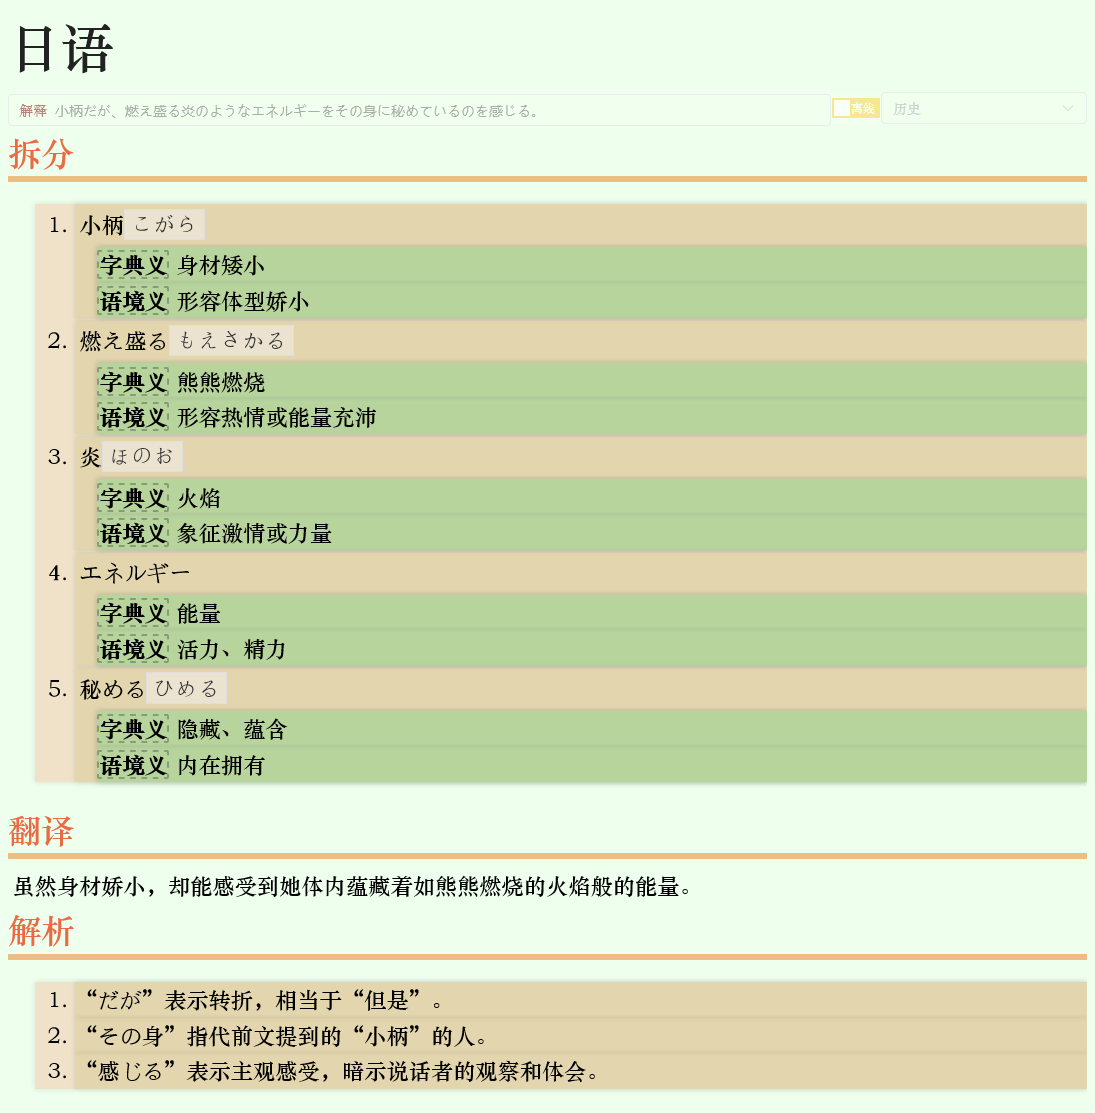 日语
解释 小柄だが、燃え盛る炎のようなエネルギーをその身に秘めているのを感じる。 离线 历史
拆分
1. 小柄 こがら
字典义 身材矮小
语境义 形容体型娇小
2. 燃え盛る もえさかる
字典义 熊熊燃烧
语境义 形容热情或能量充沛
3. 炎 ほのお
字典义 火焰
语境义 象征激情或力量
4. エネルギー
字典义 能量
语境义 活力、精力
5. 秘める ひめる
字典义 隐藏、蕴含
语境义 内在拥有
翻译
虽然身材娇小，却能感受到她体内蕴藏着如熊熊燃烧的火焰般的能量。
解析
1. “だが”表示转折，相当于“但是”。
2. “その身”指代前文提到的“小柄”的人。
3. “感じる”表示主观感受，暗示说话者的观察和体会。